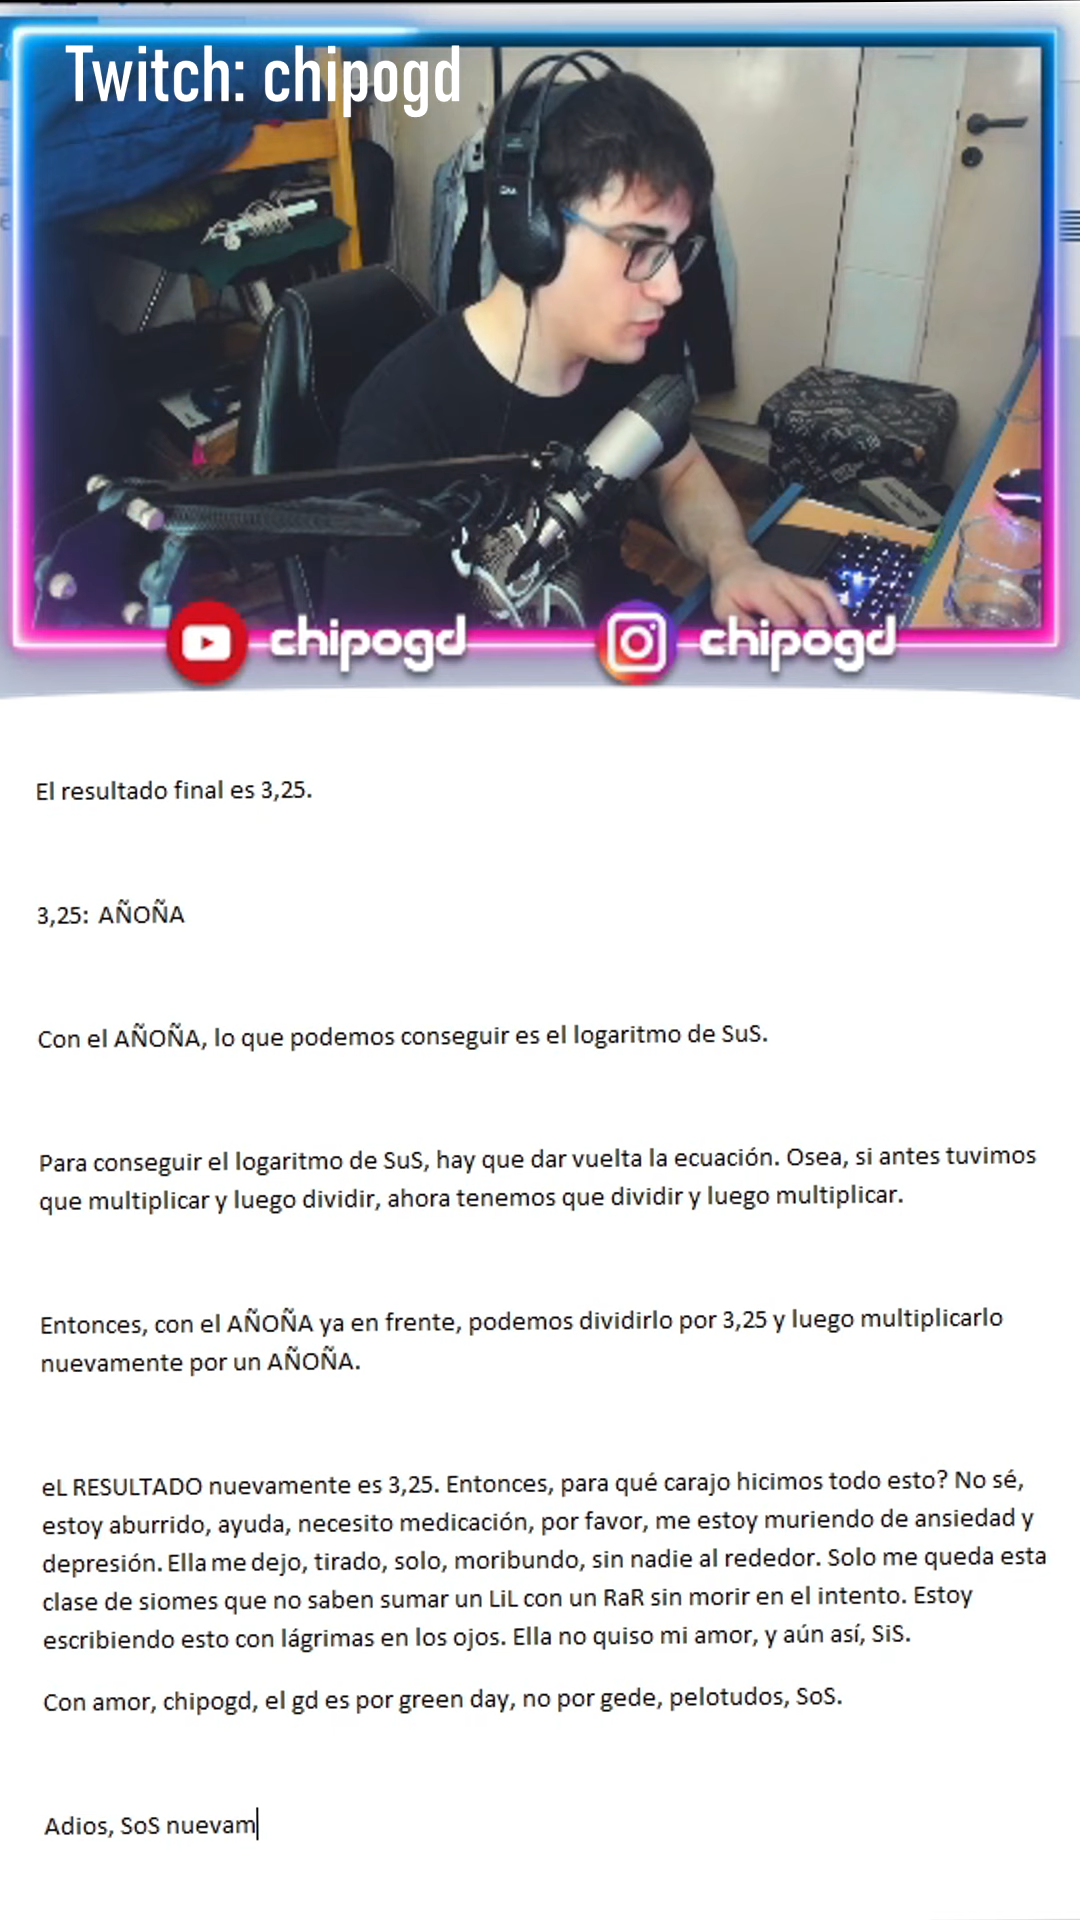 Twitch: chipogd
chipogd
chipogd
El resultado final es 3,25.
3,25: AÑOÑA
Con el AÑOÑA, lo que podemos conseguir es el logaritmo de SuS.
Para conseguir el logaritmo de SuS, hay que dar vuelta la ecuación. Osea, si antes tuvimos
que multiplicar y luego dividir, ahora tenemos que dividir y luego multiplicar.
Entonces, con el AÑOÑA ya en frente, podemos dividirlo por 3,25 y luego multiplicarlo
nuevamente por un AÑOÑA.
eL RESULTADO nuevamente es 3,25. Entonces, para qué carajo hicimos todo esto? No sé,
estoy aburrido, ayuda, necesito medicación, por favor, me estoy muriendo de ansiedad y
depresión. Ella me dejo, tirado, solo, moribundo, sin nadie al rededor. Solo me queda esta
clase de siomes que no saben sumar un LiL con un RaR sin morir en el intento. Estoy
escribiendo esto con lágrimas en los ojos. Ella no quiso mi amor, y aún así, SiS.
Con amor, chipogd, el gd es por green day, no por gede, pelotudos, SoS.
Adios, SoS nuevam